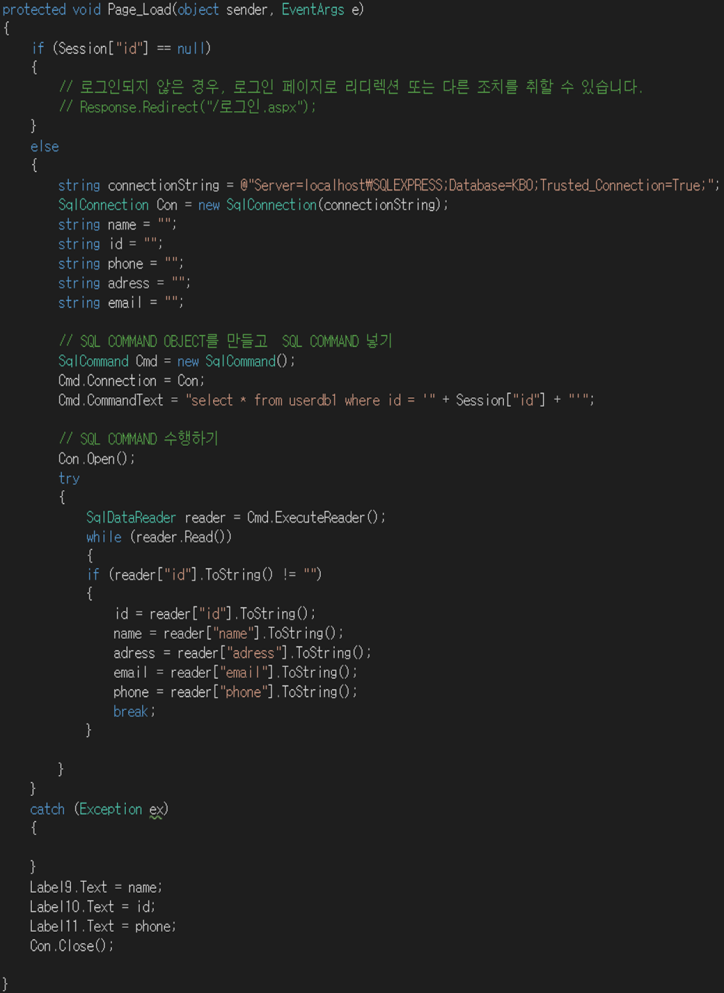 protected void Page_Load(object sender, EventArgs e)
{
if (Session["id"] == null)
{
// 로그인되지 않은 경우, 로그인 페이지로 리디렉션 또는 다른 조치를 취할 수 있습니다.
// Response.Redirect("/로그인.aspx");
}
else
{
string connectionString = @"Server=localhost₩SQLEXPRESS;Database=KBO;Trusted_Connection=True;";
SqlConnection Con = new SqlConnection(connectionString);
string name = "";
string id = "";
string phone = "";
string adress = "";
string email = "";
// SQL COMMAND OBJECT를 만들고  SQL COMMAND 넣기
SqlCommand Cmd = new SqlCommand();
Cmd.Connection = Con;
Cmd.CommandText = "select * from userdb1 where id = '" + Session["id"] + "'";
// SQL COMMAND 수행하기
Con.Open();
try
{
SqlDataReader reader = Cmd.ExecuteReader();
while (reader.Read())
{
if (reader["id"].ToString() != "")
{
id = reader["id"].ToString();
name = reader["name"].ToString();
adress = reader["adress"].ToString();
email = reader["email"].ToString();
phone = reader["phone"].ToString();
break;
}
}
}
catch (Exception ex)
{
}
Label9.Text = name;
Label10.Text = id;
Label11.Text = phone;
Con.Close();
}